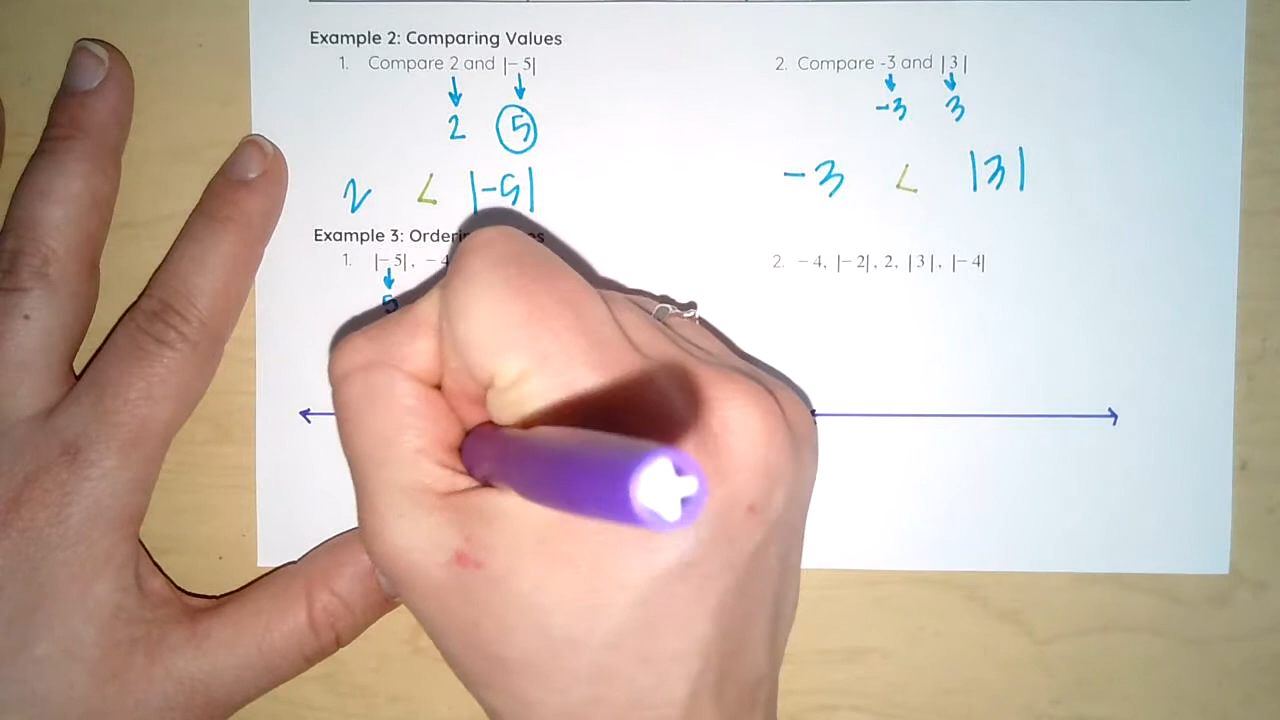 Example 2: Comparing Values
1. Compare 2 and |– 5|
2 5
2 < |-5|
2. Compare -3 and |3|
-3 3
-3 < |3|
Example 3:
1. |– 5|, – 4
5
2. – 4, |– 2|, 2, |3|, |– 4|